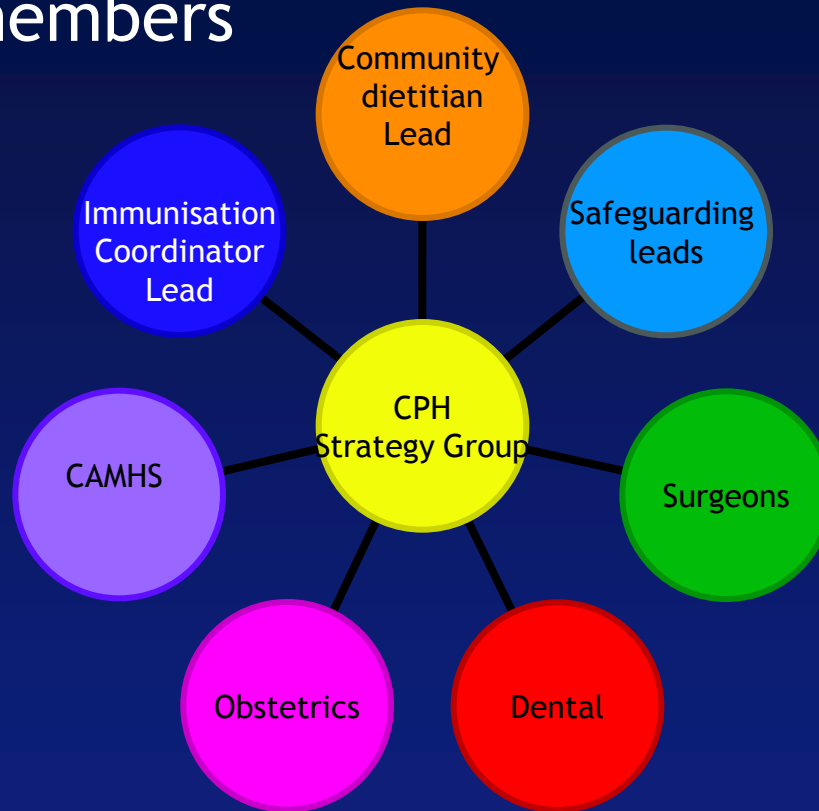 members
Community
dietitian
Lead
Immunisation
Coordinator
Lead
Safeguarding
leads
CPH
Strategy Group
CAMHS
Surgeons
Obstetrics
Dental